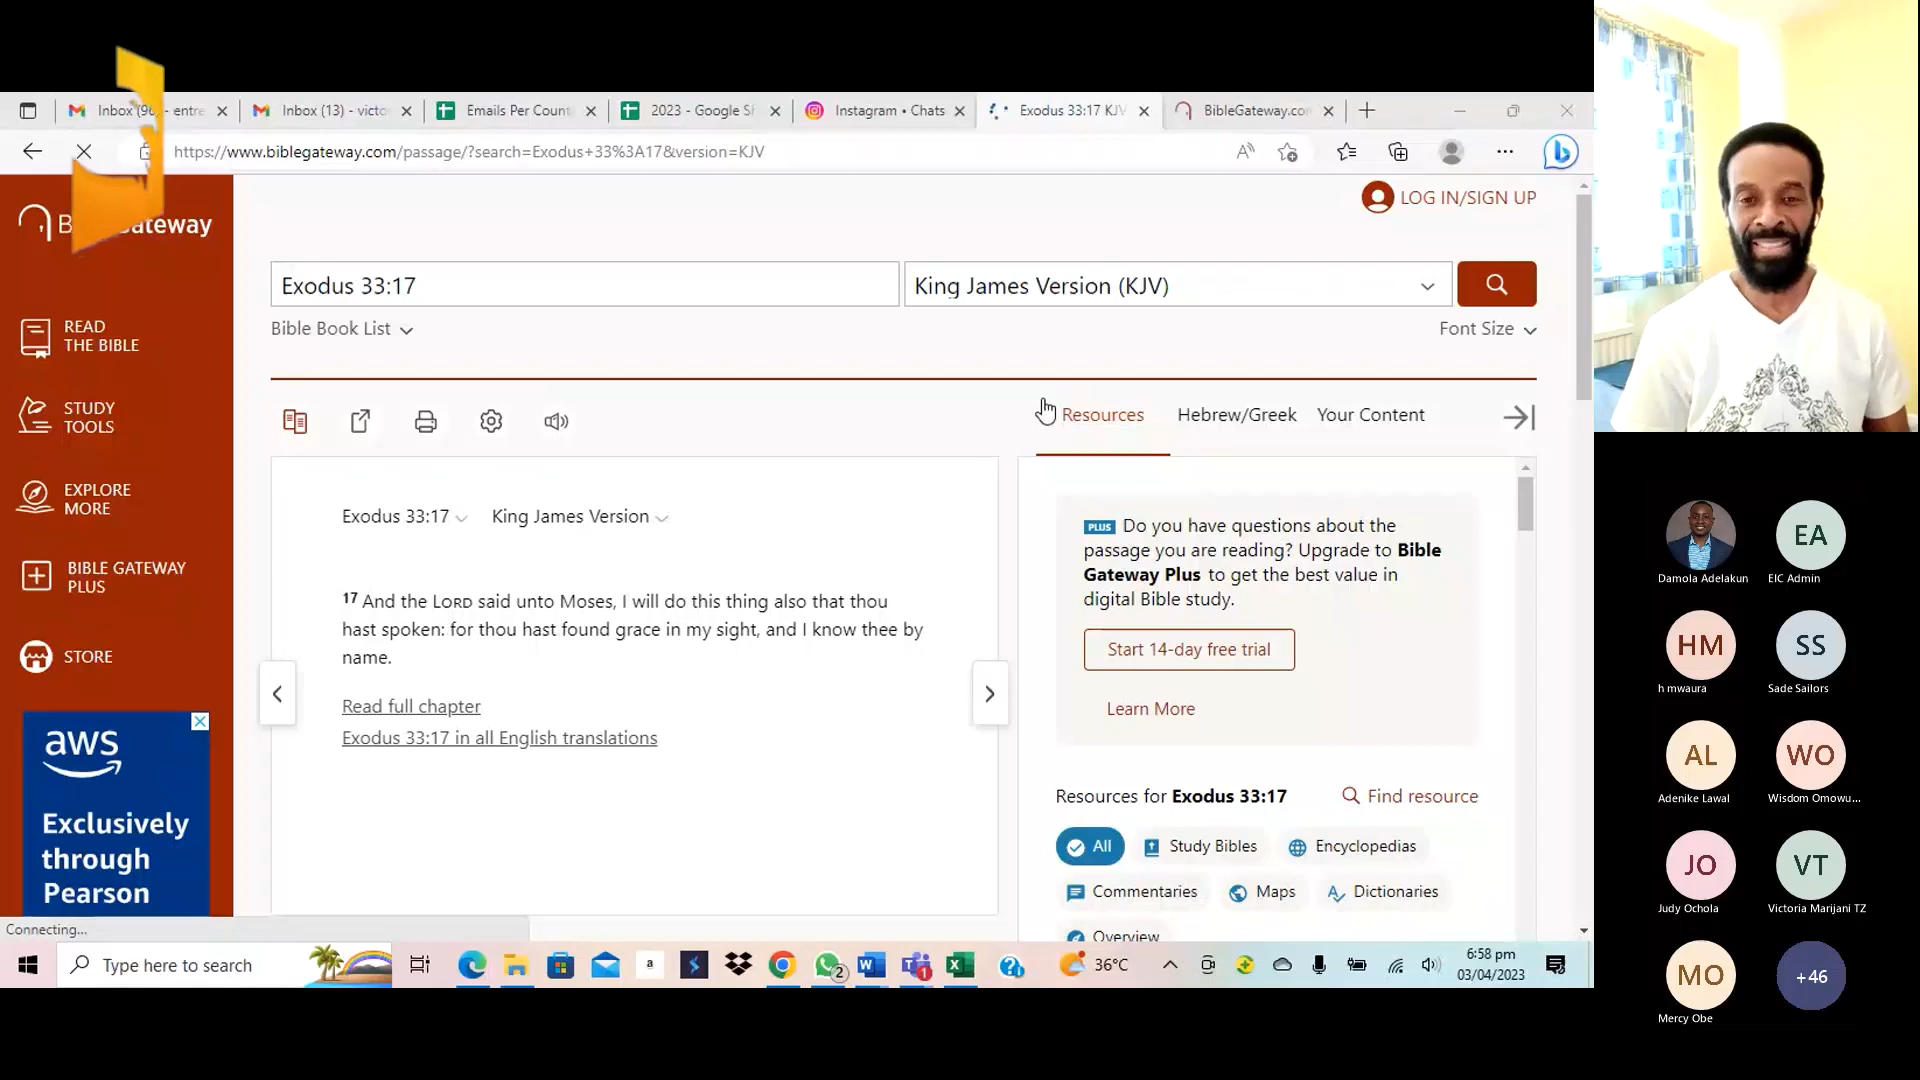 Inbox (96) - entre
Inbox (13) - victo
Emails Per Count
2023 - Google Sh
Instagram • Chats
Exodus 33:17 KJV
BibleGateway.co
https://www.biblegateway.com/passage/?search=Exodus+33%3A17&version=KJV
LOG IN/SIGN UP
ateway
Exodus 33:17
King James Version (KJV)
Bible Book List
Font Size
READ
THE BIBLE
STUDY
TOOLS
EXPLORE
MORE
BIBLE GATEWAY
PLUS
STORE
aws
Exclusively
through
Pearson
Resources
Hebrew/Greek
Your Content
Exodus 33:17
King James Version
17 And the LORD said unto Moses, I will do this thing also that thou
hast spoken: for thou hast found grace in my sight, and I know thee by
name.
Read full chapter
Exodus 33:17 in all English translations
PLUS Do you have questions about the
passage you are reading? Upgrade to Bible
Gateway Plus to get the best value in
digital Bible study.
Start 14-day free trial
Learn More
Resources for Exodus 33:17
Find resource
All
Study Bibles
Encyclopedias
Commentaries
Maps
Dictionaries
Overview
Connecting...
Type here to search
a
2
1
36°C
6:58 pm
03/04/2023
Damola Adelakun
EA
EIC Admin
HM
h mwaura
SS
Sade Sailors
AL
Adenike Lawal
WO
Wisdom Omowu...
JO
Judy Ochola
VT
Victoria Marijani TZ
MO
Mercy Obe
+46